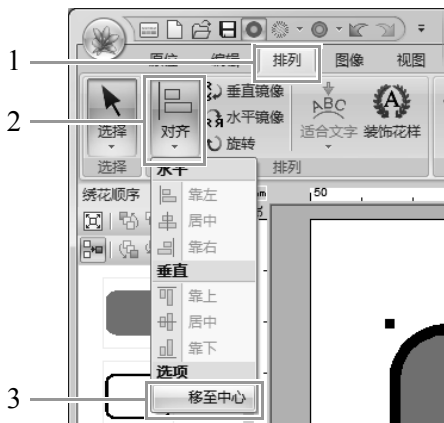 1
2
3
原位 编辑 排列 图像 视图
选择
对齐
垂直镜像
水平镜像
旋转
ABC
适合文字
A
装饰花样
选择
排列
绣花顺序
水平
靠左
居中
靠右
垂直
靠上
居中
靠下
选项
移至中心
50